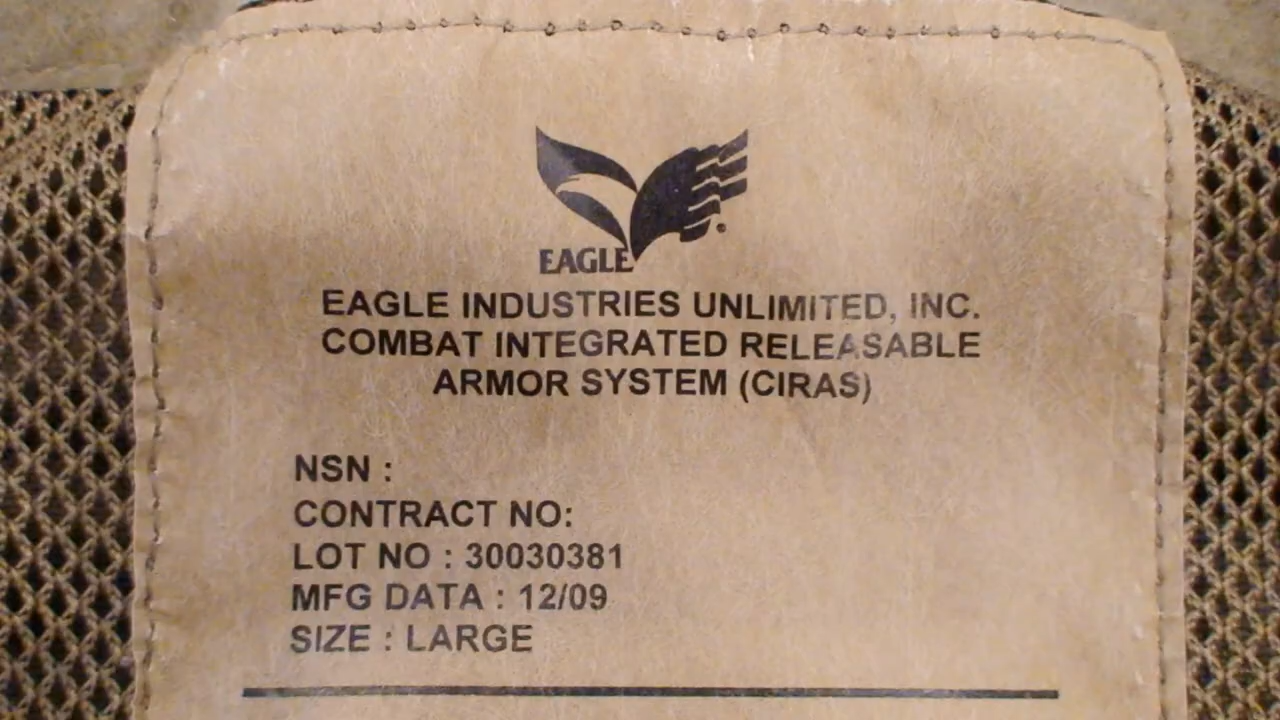 EAGLE
EAGLE INDUSTRIES UNLIMITED, INC.
COMBAT INTEGRATED RELEASABLE
ARMOR SYSTEM (CIRAS)
NSN :
CONTRACT NO:
LOT NO : 30030381
MFG DATA : 12/09
SIZE : LARGE